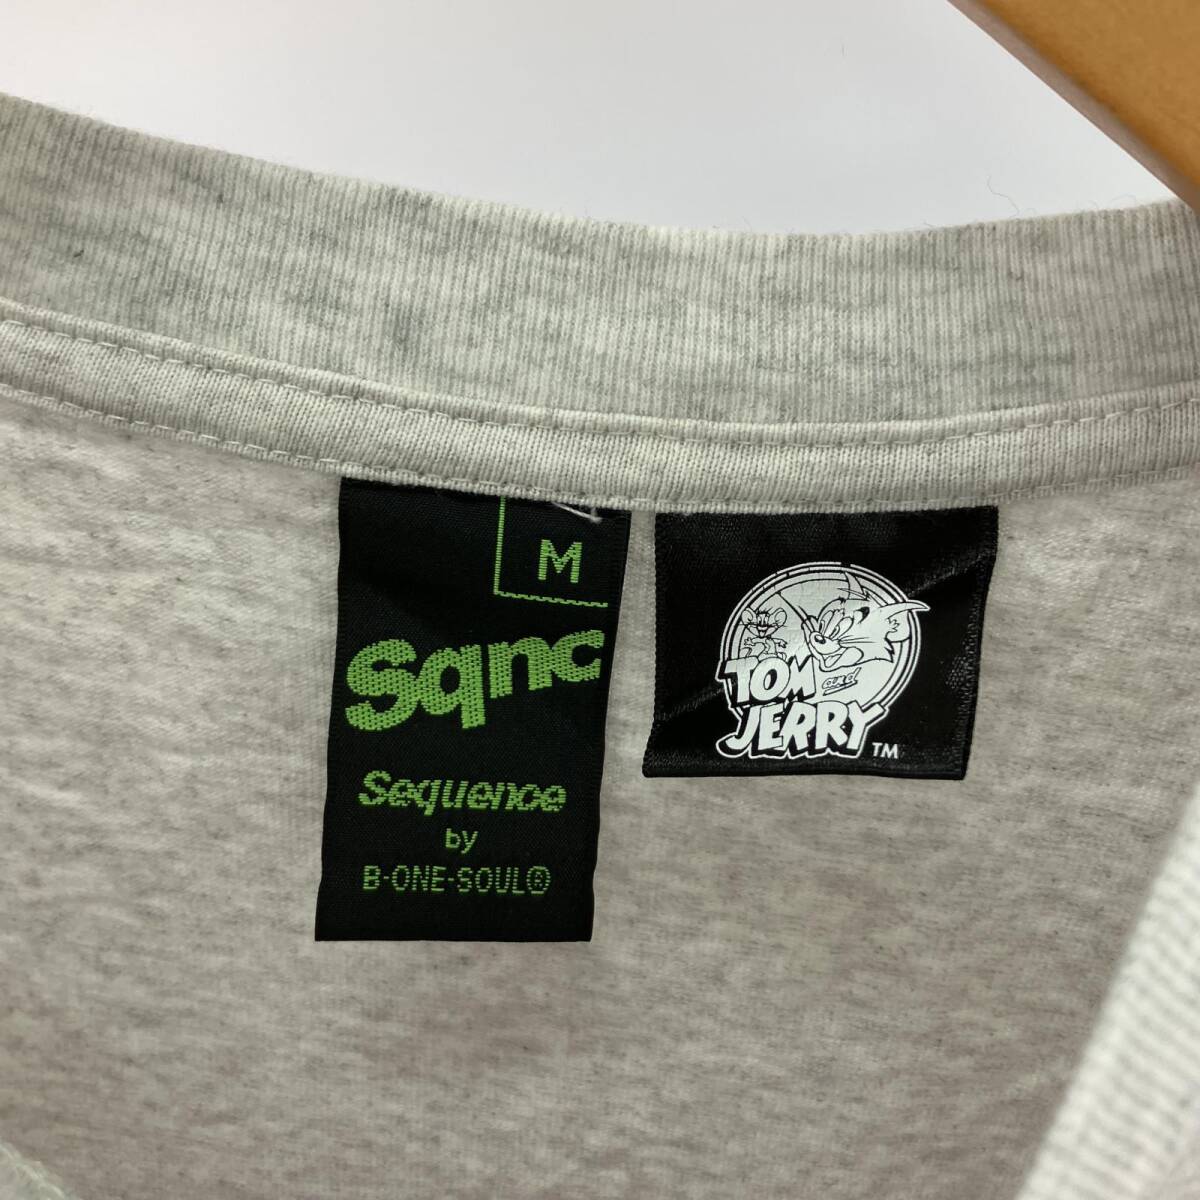 M
Sqnc
Sequence
by
B-ONE-SOUL®
TOM and
JERRY TM